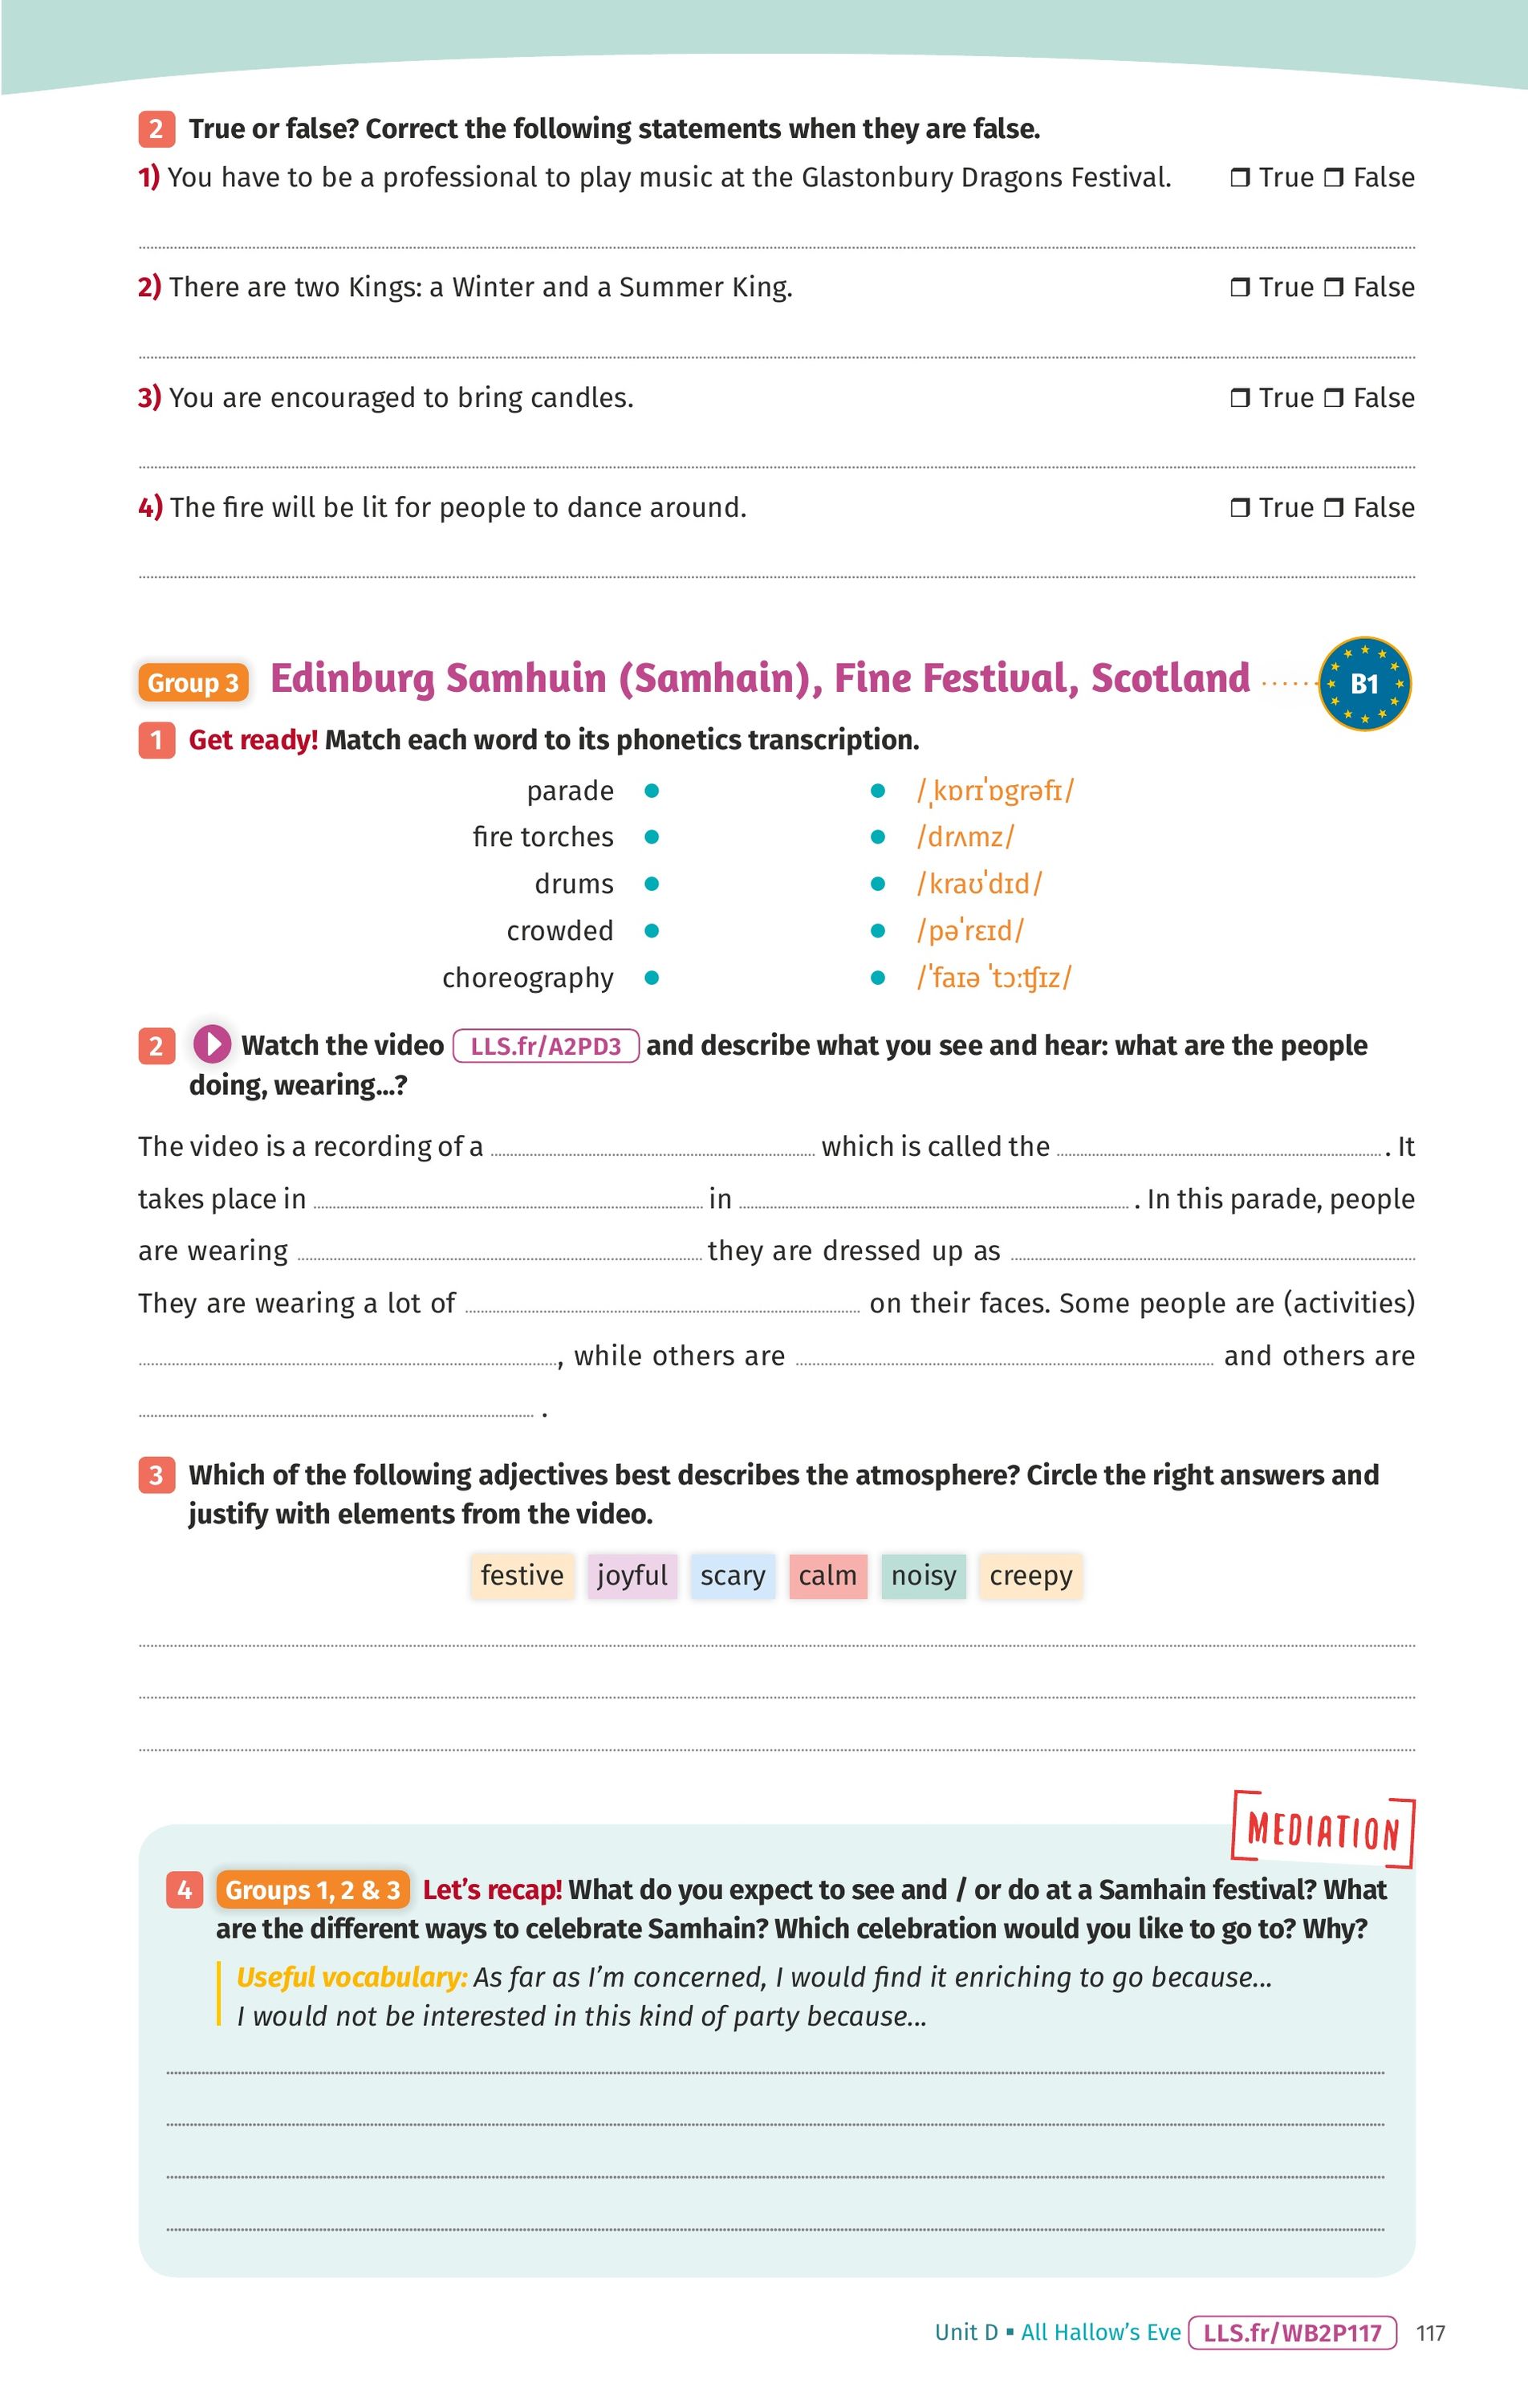 2 True or false? Correct the following statements when they are false.
1) You have to be a professional to play music at the Glastonbury Dragons Festival. ❒ True ❒ False
2) There are two Kings: a Winter and a Summer King. ❒ True ❒ False
3) You are encouraged to bring candles. ❒ True ❒ False
4) The fire will be lit for people to dance around. ❒ True ❒ False
Group 3 Edinburg Samhuin (Samhain), Fine Festival, Scotland B1
1 Get ready! Match each word to its phonetics transcription.
parade • • /ˌkɒrɪˈɒgrəfɪ/
fire torches • • /drʌmz/
drums • • /kraʊˈdɪd/
crowded • • /pəˈrɛɪd/
choreography • • /ˈfaɪə ˈtɔːʧɪz/
2 Watch the video LLS.fr/A2PD3 and describe what you see and hear: what are the people
doing, wearing...?
The video is a recording of a ........ which is called the ........ . It
takes place in ........ in ........ . In this parade, people
are wearing ........ they are dressed up as ........
They are wearing a lot of ........ on their faces. Some people are (activities)
........, while others are ........ and others are
........ .
3 Which of the following adjectives best describes the atmosphere? Circle the right answers and
justify with elements from the video.
festive joyful scary calm noisy creepy
MEDIATION
4 Groups 1, 2 & 3 Let's recap! What do you expect to see and / or do at a Samhain festival? What
are the different ways to celebrate Samhain? Which celebration would you like to go to? Why?
Useful vocabulary: As far as I'm concerned, I would find it enriching to go because...
I would not be interested in this kind of party because...
Unit D ▪ All Hallow's Eve LLS.fr/WB2P117 117